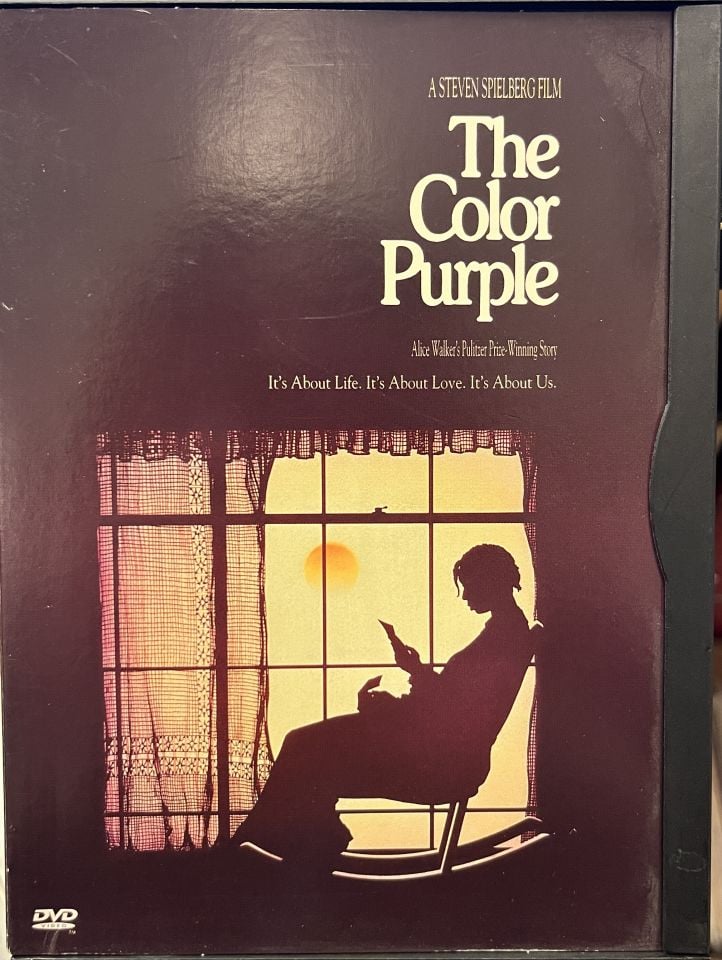 A STEVEN SPIELBERG FILM
The
Color
Purple
Alice Walker's Pulitzer Prize-Winning Story
It's About Life. It's About Love. It's About Us.
DVD
VIDEO
TM